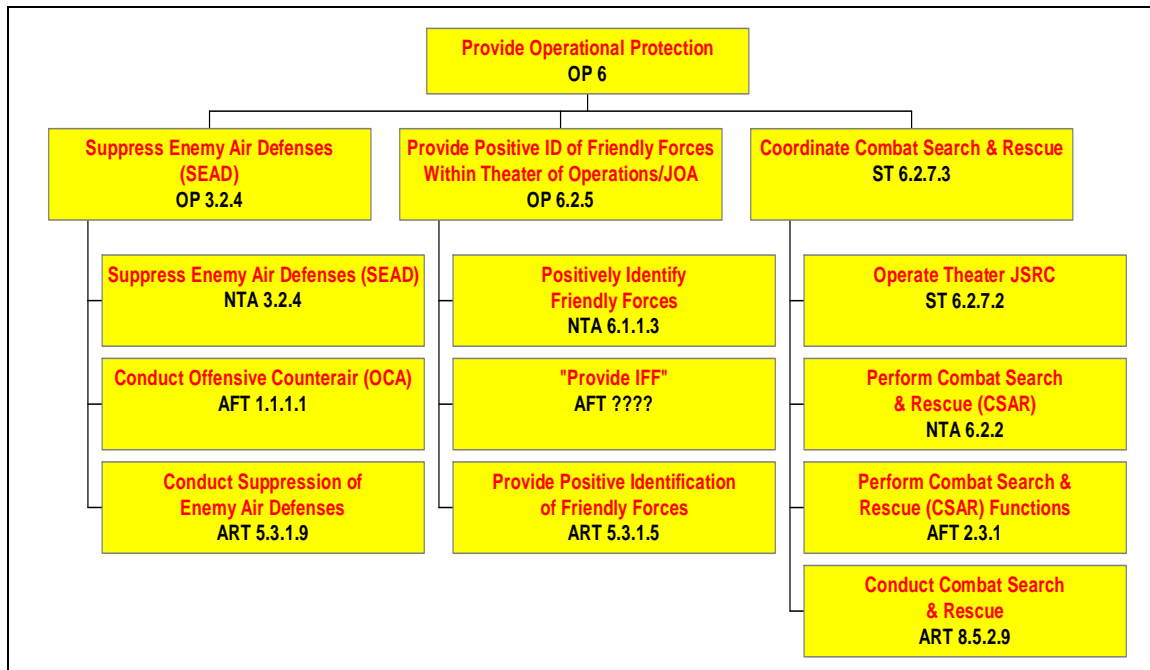 Provide Operational Protection
OP 6
Suppress Enemy Air Defenses
(SEAD)
OP 3.2.4
Provide Positive ID of Friendly Forces
Within Theater of Operations/JOA
OP 6.2.5
Coordinate Combat Search & Rescue
ST 6.2.7.3
Suppress Enemy Air Defenses (SEAD)
NTA 3.2.4
Conduct Offensive Counterair (OCA)
AFT 1.1.1.1
Conduct Suppression of
Enemy Air Defenses
ART 5.3.1.9
Positively Identify
Friendly Forces
NTA 6.1.1.3
"Provide IFF"
AFT ????
Provide Positive Identification
of Friendly Forces
ART 5.3.1.5
Operate Theater JSRC
ST 6.2.7.2
Perform Combat Search
& Rescue (CSAR)
NTA 6.2.2
Perform Combat Search &
Rescue (CSAR) Functions
AFT 2.3.1
Conduct Combat Search
& Rescue
ART 8.5.2.9